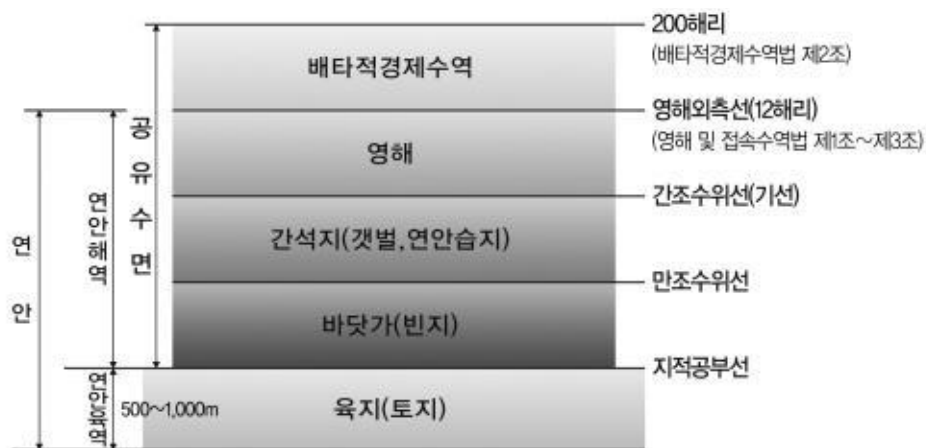 200해리
(배타적경제수역법 제2조)
배타적경제수역
영해외측선(12해리)
(영해 및 접속수역법 제1조~제3조)
공유수면
영해
간조수위선(기선)
연안해역
연안
간석지(갯벌,연안습지)
만조수위선
바닷가(빈지)
지적공부선
연안육역
500~1,000m
육지(토지)